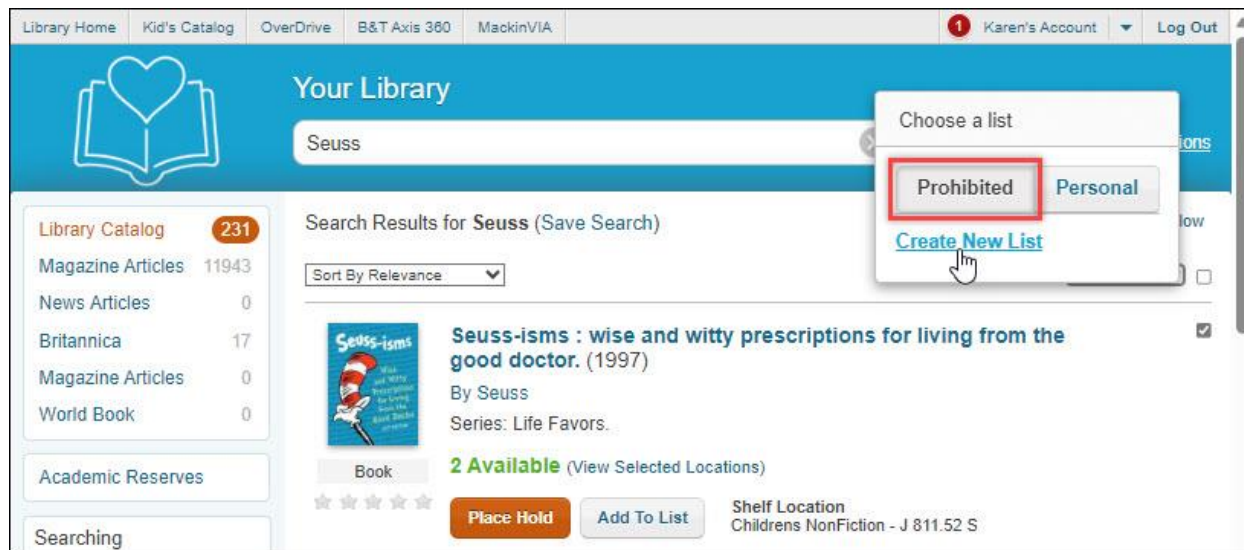 Library Home Kid's Catalog OverDrive B&T Axis 360 MackinVIA 1 Karen's Account Log Out
Your Library
Seuss
Choose a list
Prohibited Personal
Create New List
ions
low
Library Catalog 231
Magazine Articles 11943
News Articles 0
Britannica 17
Magazine Articles 0
World Book 0
Academic Reserves
Searching
Search Results for Seuss (Save Search)
Sort By Relevance
Seuss-isms
Seuss-isms : wise and witty prescriptions for living from the
good doctor. (1997)
By Seuss
Series: Life Favors.
Book
2 Available (View Selected Locations)
Place Hold Add To List
Shelf Location
Childrens NonFiction - J 811.52 S